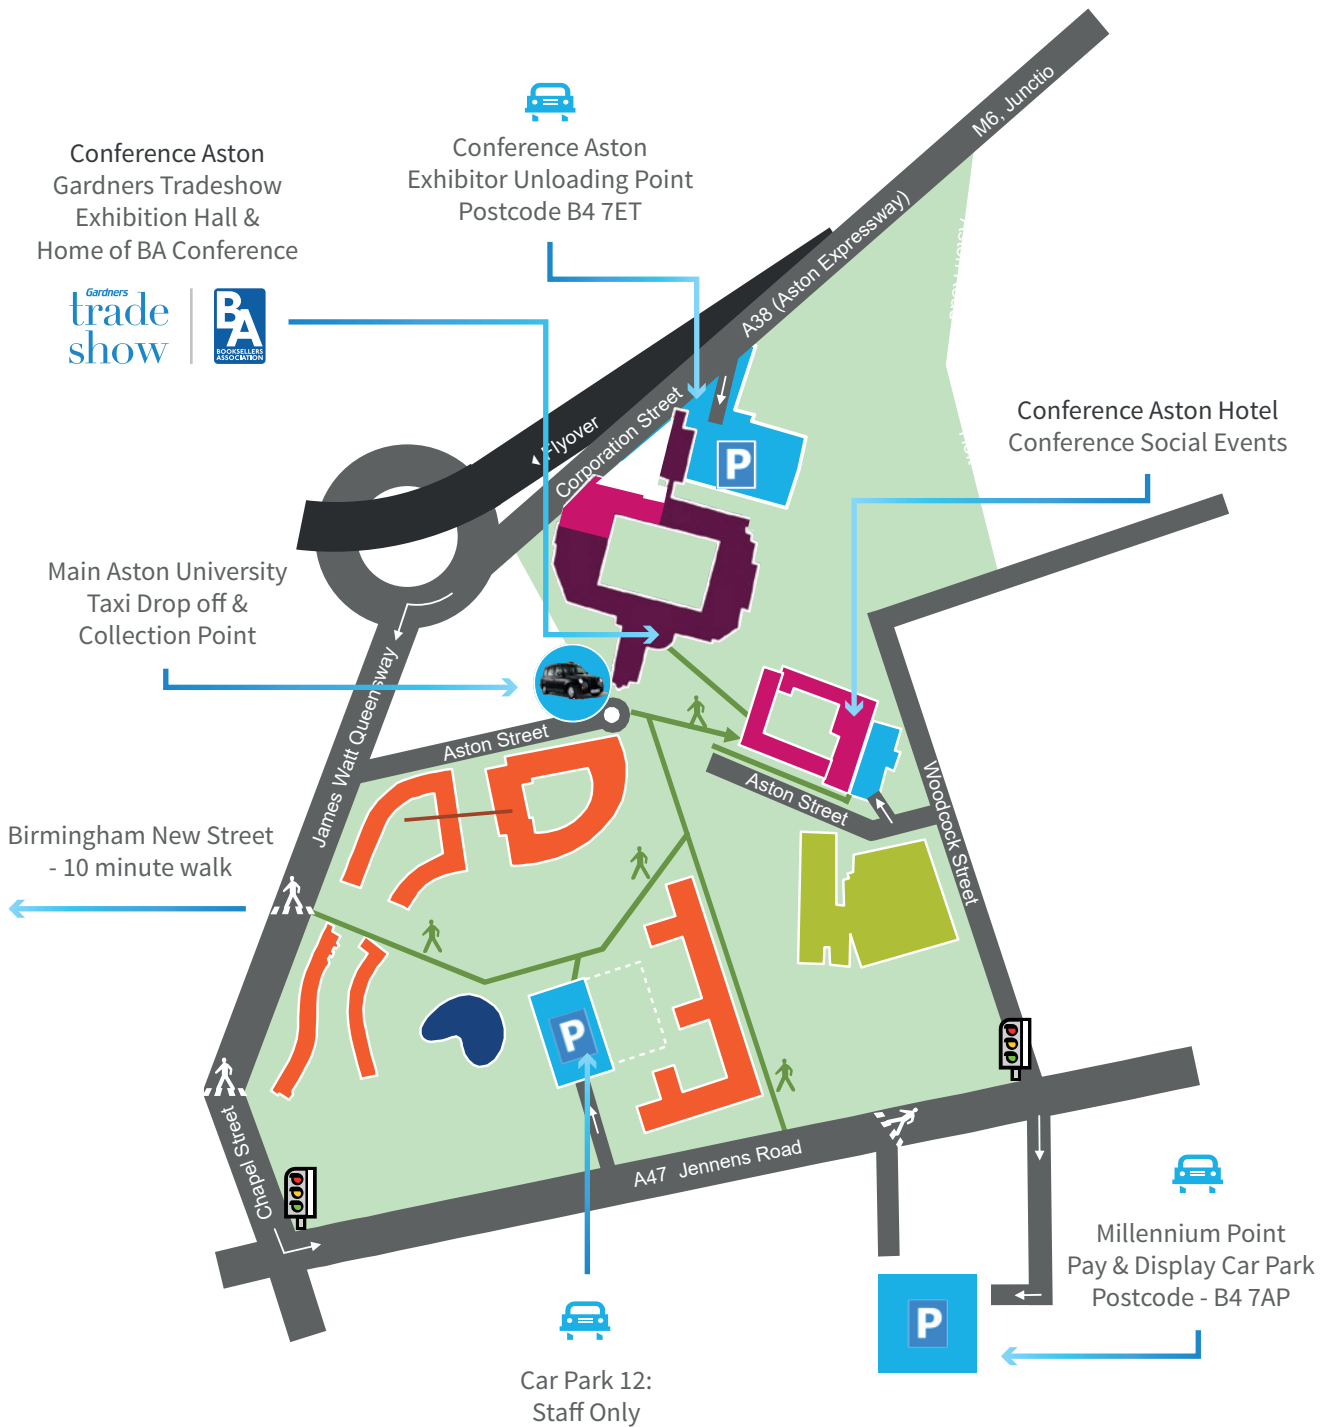 M6, Junctio
A38 (Aston Expressway)
Conference Aston
Exhibitor Unloading Point
Postcode B4 7ET
Conference Aston
Gardners Tradeshow
Exhibition Hall &
Home of BA Conference
Gardners
trade
show
BA
BOOKSELLERS
ASSOCIATION
Flyover
Corporation Street
P
Conference Aston Hotel
Conference Social Events
Main Aston University
Taxi Drop off &
Collection Point
James Watt Queensway
Aston Street
Aston Street
Woodcock Street
Birmingham New Street
- 10 minute walk
P
Chapel Street
A47 Jennens Road
Millennium Point
Pay & Display Car Park
Postcode - B4 7AP
P
Car Park 12:
Staff Only